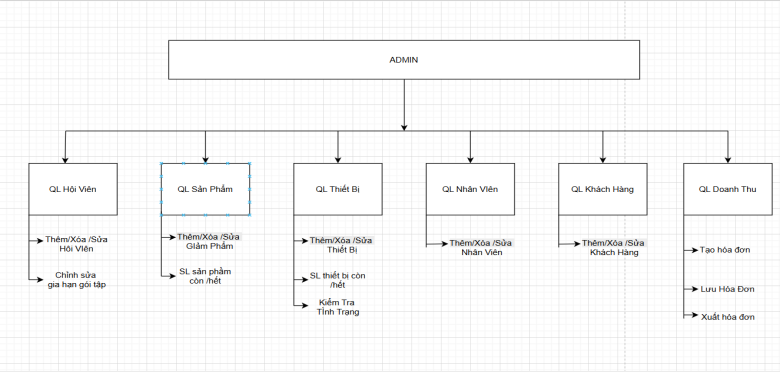 ADMIN
QL Hội Viên
QL Sản Phẩm
QL Thiết Bị
QL Nhân VIên
QL Khách Hàng
QL Doanh Thu
Thêm/Xóa /Sửa
Hôi VIên
Chỉnh sửa
gia hạn gói tập
Thêm/Xóa /Sửa
GIảm Phẩm
SL sản phầm
còn /hết
Thêm/Xóa /Sửa
Thiết Bị
SL thiết bị còn
/hết
Kiểm Tra
TÌnh Trạng
Thêm/Xóa /Sửa
Nhân Viên
Thêm/Xóa /Sửa
Khách Hàng
Tạo hòa đơn
Lưu Hóa Đơn
Xuất hóa đơn